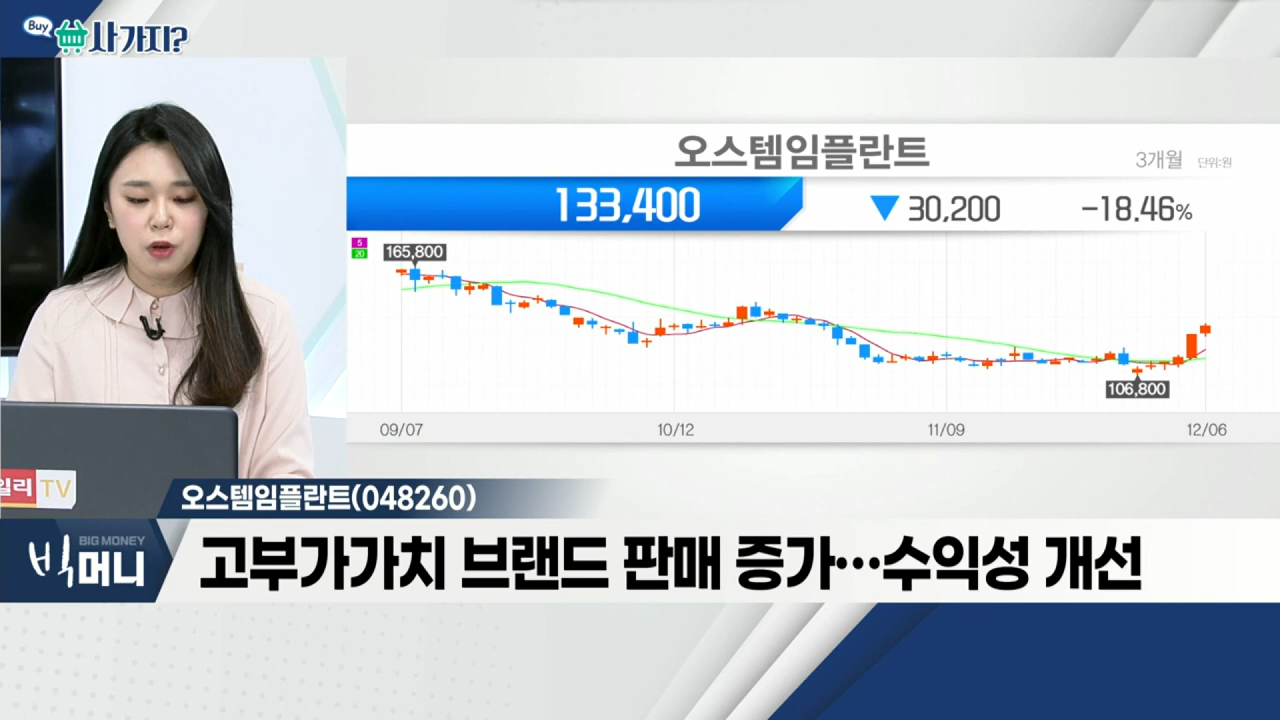 Buy 사가지?
오스템임플란트
3개월 단위:원
133,400 ▼30,200 -18.46%
5
20
165,800
106,800
09/07 10/12 11/09 12/06
일리 TV
오스템임플란트(048260)
BIG MONEY
빅머니
고부가가치 브랜드 판매 증가…수익성 개선